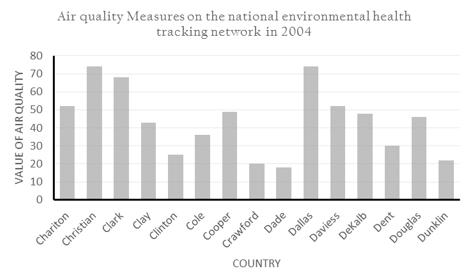 Air quality Measures on the national environmental health
tracking network in 2004
VALUE OF AIR QUALITY
80
70
60
50
40
30
20
10
0
Chariton
Christian
Clark
Clay
Clinton
Cole
Cooper
Crawford
Dade
Dallas
Daviess
DeKalb
Dent
Douglas
Dunklin
COUNTRY